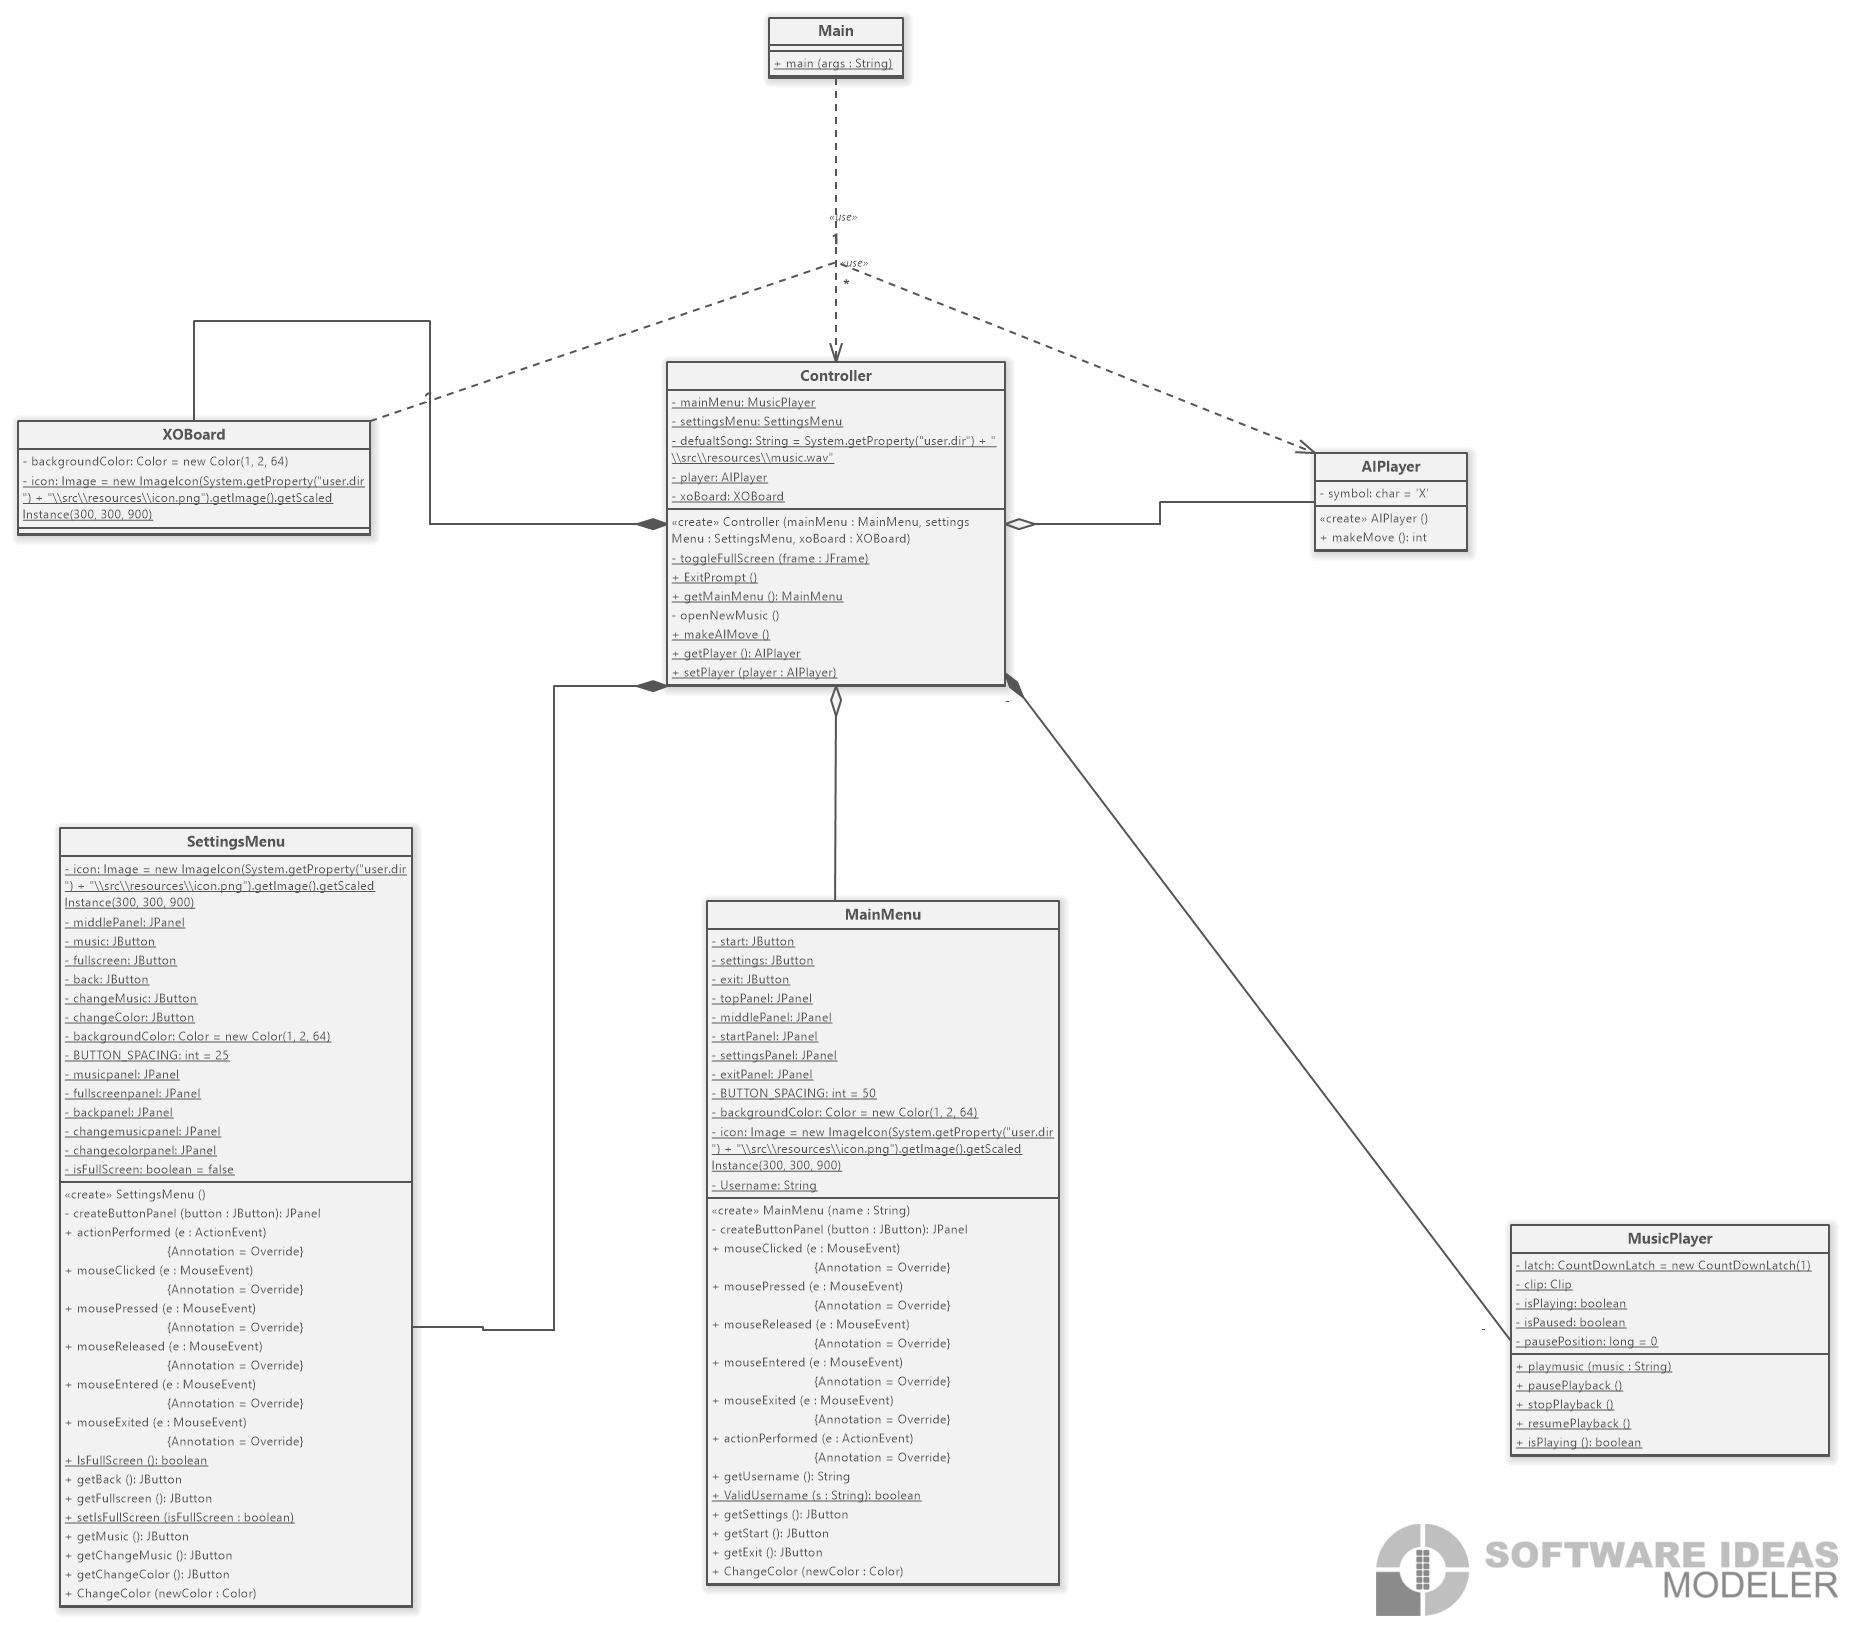 Main
+ main (args : String)
«use»
1
«use»
*
Controller
- mainMenu: MusicPlayer
- settingsMenu: SettingsMenu
- defualtSong: String = System.getProperty("user.dir") + "
\\src\\resources\\music.wav"
- player: AIPlayer
- xoBoard: XOBoard
«create» Controller (mainMenu : MainMenu, settings
Menu : SettingsMenu, xoBoard : XOBoard)
- toggleFullScreen (frame : JFrame)
+ ExitPrompt ()
+ getMainMenu (): MainMenu
- openNewMusic ()
+ makeAIMove ()
+ getPlayer (): AIPlayer
+ setPlayer (player : AIPlayer)
XOBoard
- backgroundColor: Color = new Color(1, 2, 64)
- icon: Image = new ImageIcon(System.getProperty("user.dir
") + "\\src\\resources\\icon.png").getImage().getScaled
Instance(300, 300, 900)
AIPlayer
- symbol: char = 'X'
«create» AIPlayer ()
+ makeMove (): int
-
-
SettingsMenu
- icon: Image = new ImageIcon(System.getProperty("user.dir
") + "\\src\\resources\\icon.png").getImage().getScaled
Instance(300, 300, 900)
- middlePanel: JPanel
- music: JButton
- fullscreen: JButton
- back: JButton
- changeMusic: JButton
- changeColor: JButton
- backgroundColor: Color = new Color(1, 2, 64)
- BUTTON_SPACING: int = 25
- musicpanel: JPanel
- fullscreenpanel: JPanel
- backpanel: JPanel
- changemusicpanel: JPanel
- changecolorpanel: JPanel
- isFullScreen: boolean = false
«create» SettingsMenu ()
- createButtonPanel (button : JButton): JPanel
+ actionPerformed (e : ActionEvent)
{Annotation = Override}
+ mouseClicked (e : MouseEvent)
{Annotation = Override}
+ mousePressed (e : MouseEvent)
{Annotation = Override}
+ mouseReleased (e : MouseEvent)
{Annotation = Override}
+ mouseEntered (e : MouseEvent)
{Annotation = Override}
+ mouseExited (e : MouseEvent)
{Annotation = Override}
+ IsFullScreen (): boolean
+ getBack (): JButton
+ getFullscreen (): JButton
+ setIsFullScreen (isFullScreen : boolean)
+ getMusic (): JButton
+ getChangeMusic (): JButton
+ getChangeColor (): JButton
+ ChangeColor (newColor : Color)
MainMenu
- start: JButton
- settings: JButton
- exit: JButton
- topPanel: JPanel
- middlePanel: JPanel
- startPanel: JPanel
- settingsPanel: JPanel
- exitPanel: JPanel
- BUTTON_SPACING: int = 50
- backgroundColor: Color = new Color(1, 2, 64)
- icon: Image = new ImageIcon(System.getProperty("user.dir
") + "\\src\\resources\\icon.png").getImage().getScaled
Instance(300, 300, 900)
- Username: String
«create» MainMenu (name : String)
- createButtonPanel (button : JButton): JPanel
+ mouseClicked (e : MouseEvent)
{Annotation = Override}
+ mousePressed (e : MouseEvent)
{Annotation = Override}
+ mouseReleased (e : MouseEvent)
{Annotation = Override}
+ mouseEntered (e : MouseEvent)
{Annotation = Override}
+ mouseExited (e : MouseEvent)
{Annotation = Override}
+ actionPerformed (e : ActionEvent)
{Annotation = Override}
+ getUsername (): String
+ ValidUsername (s : String): boolean
+ getSettings (): JButton
+ getStart (): JButton
+ getExit (): JButton
+ ChangeColor (newColor : Color)
MusicPlayer
- latch: CountDownLatch = new CountDownLatch(1)
- clip: Clip
- isPlaying: boolean
- isPaused: boolean
- pausePosition: long = 0
+ playmusic (music : String)
+ pausePlayback ()
+ stopPlayback ()
+ resumePlayback ()
+ isPlaying (): boolean
SOFTWARE IDEAS
MODELER